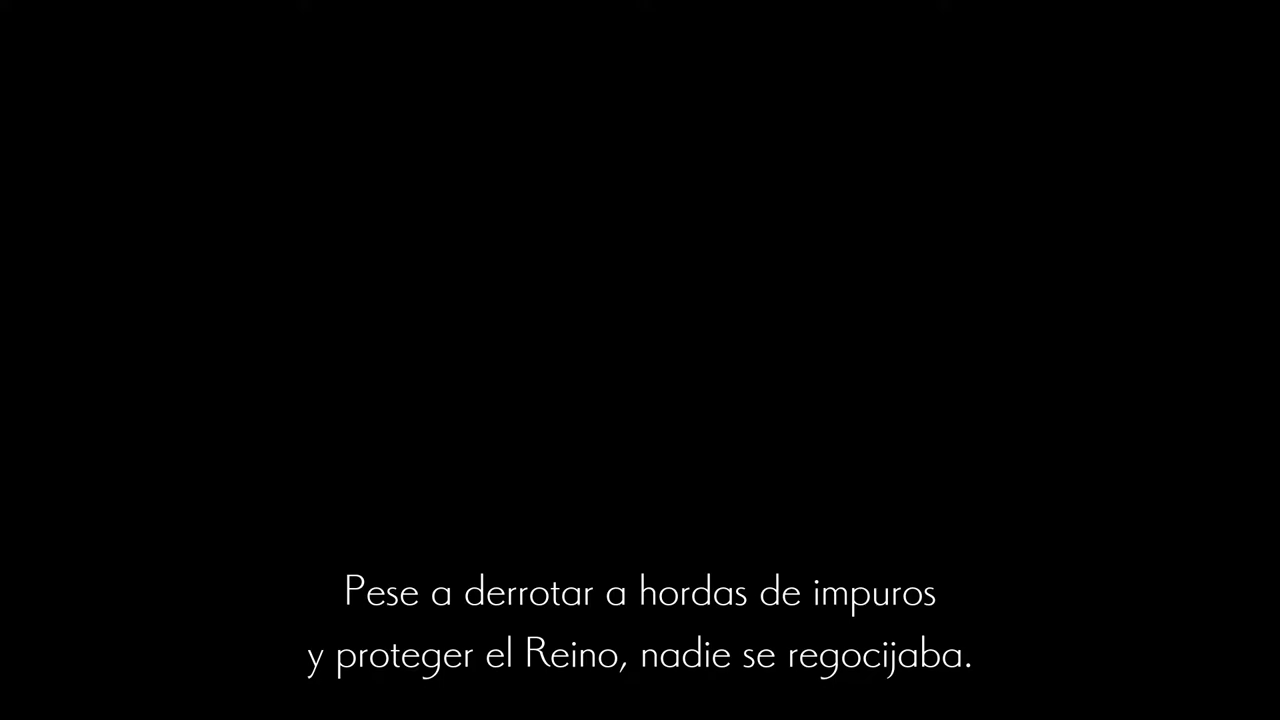 Pese a derrotar a hordas de impuros
y proteger el Reino, nadie se regocijaba.